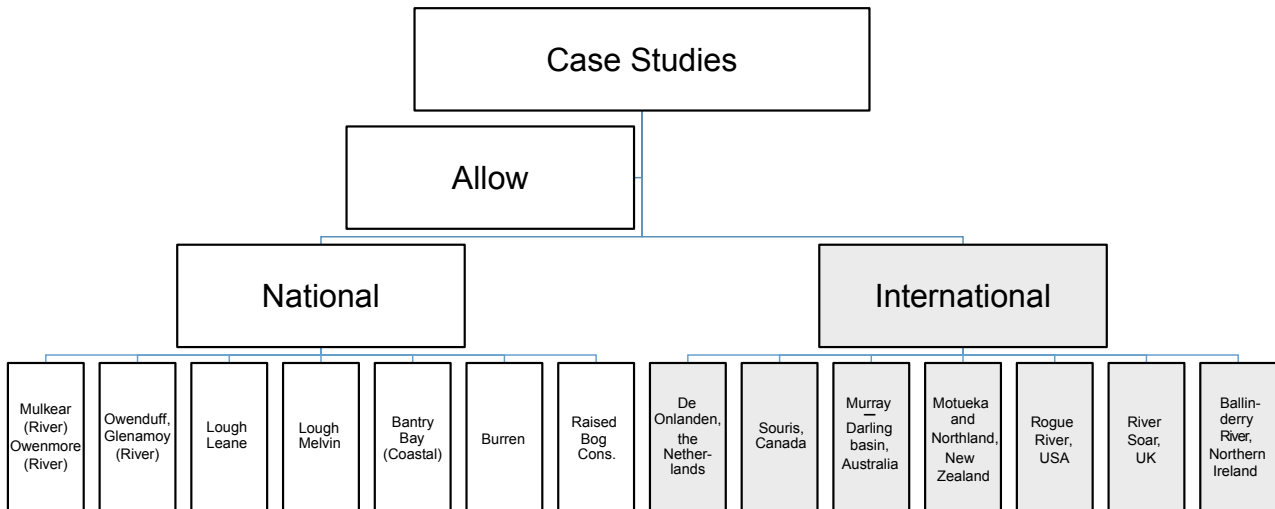 Case Studies
Allow
National
International
Mulkear
(River)
Owenmore
(River)
Owenduff,
Glenamoy
(River)
Lough
Leane
Lough
Melvin
Bantry
Bay
(Coastal)
Burren
Raised
Bog
Cons.
De
Onlanden,
the
Nether-
lands
Souris,
Canada
Murray
—
Darling
basin,
Australia
Motueka
and
Northland,
New
Zealand
Rogue
River,
USA
River
Soar,
UK
Ballin-
derry
River,
Northern
Ireland